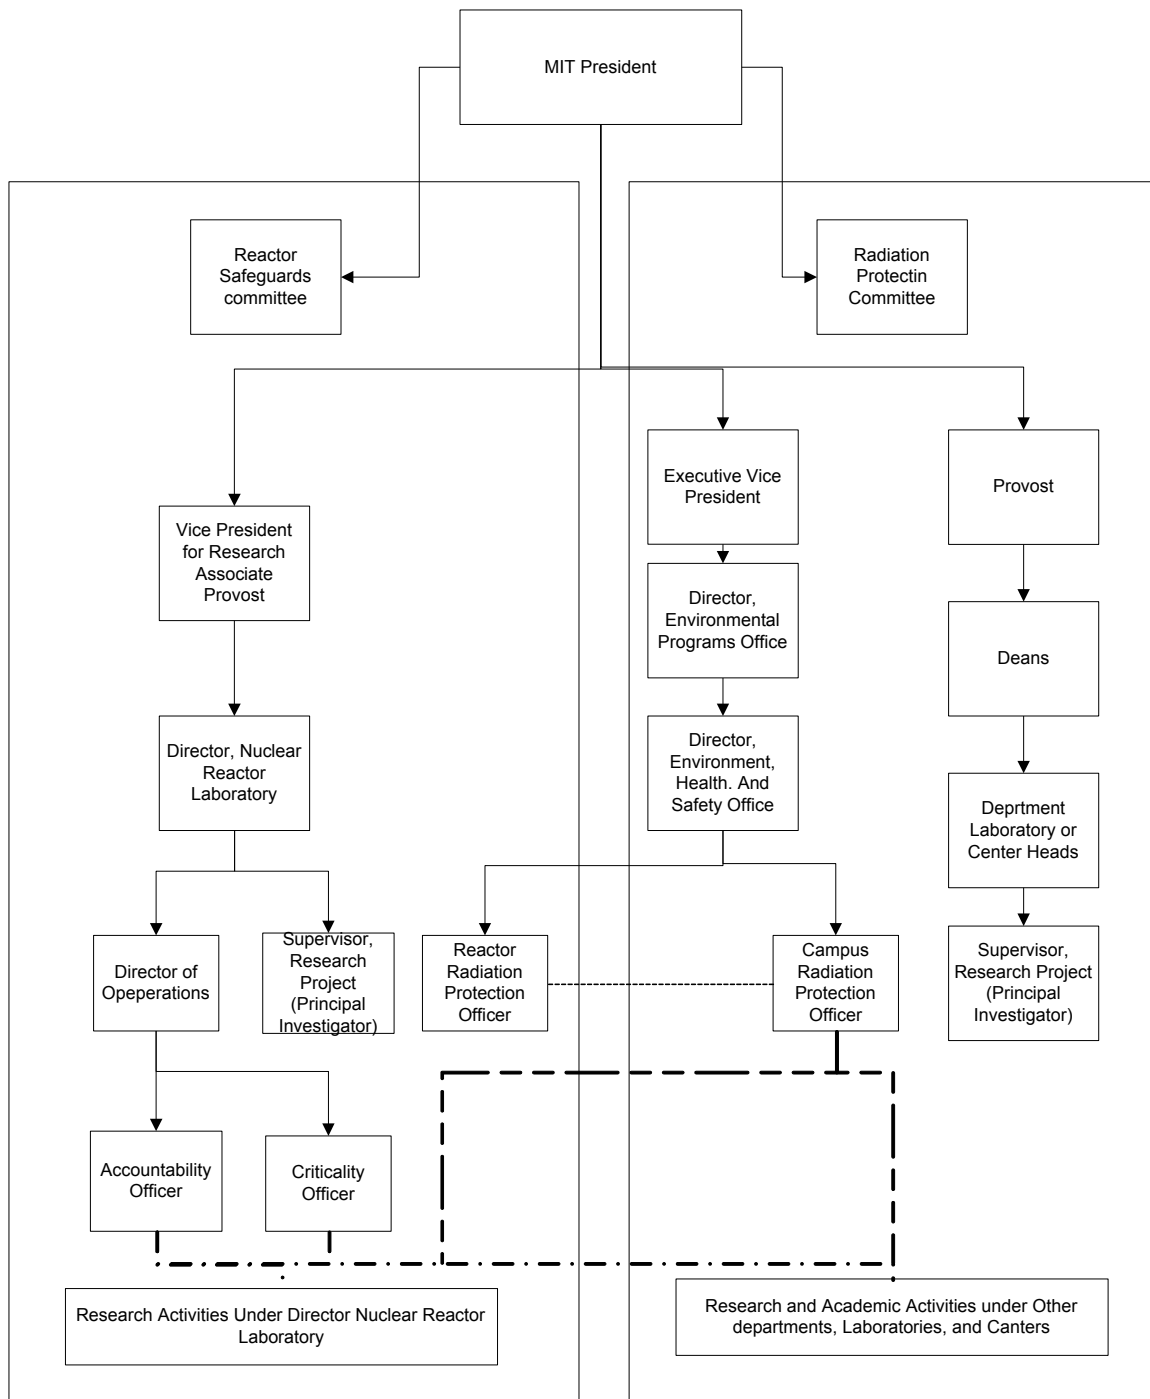 MIT President
Reactor
Safeguards
committee
Radiation
Protectin
Committee
Executive Vice
President
Provost
Vice President
for Research
Associate
Provost
Director,
Environmental
Programs Office
Deans
Director, Nuclear
Reactor
Laboratory
Director,
Environment,
Health. And
Safety Office
Deprtment
Laboratory or
Center Heads
Director of
Opeperations
Supervisor,
Research
Project
(Principal
Investigator)
Reactor
Radiation
Protection
Officer
Campus
Radiation
Protection
Officer
Supervisor,
Research Project
(Principal
Investigator)
Accountability
Officer
Criticality
Officer
Research Activities Under Director Nuclear Reactor
Laboratory
Research and Academic Activities under Other
departments, Laboratories, and Canters